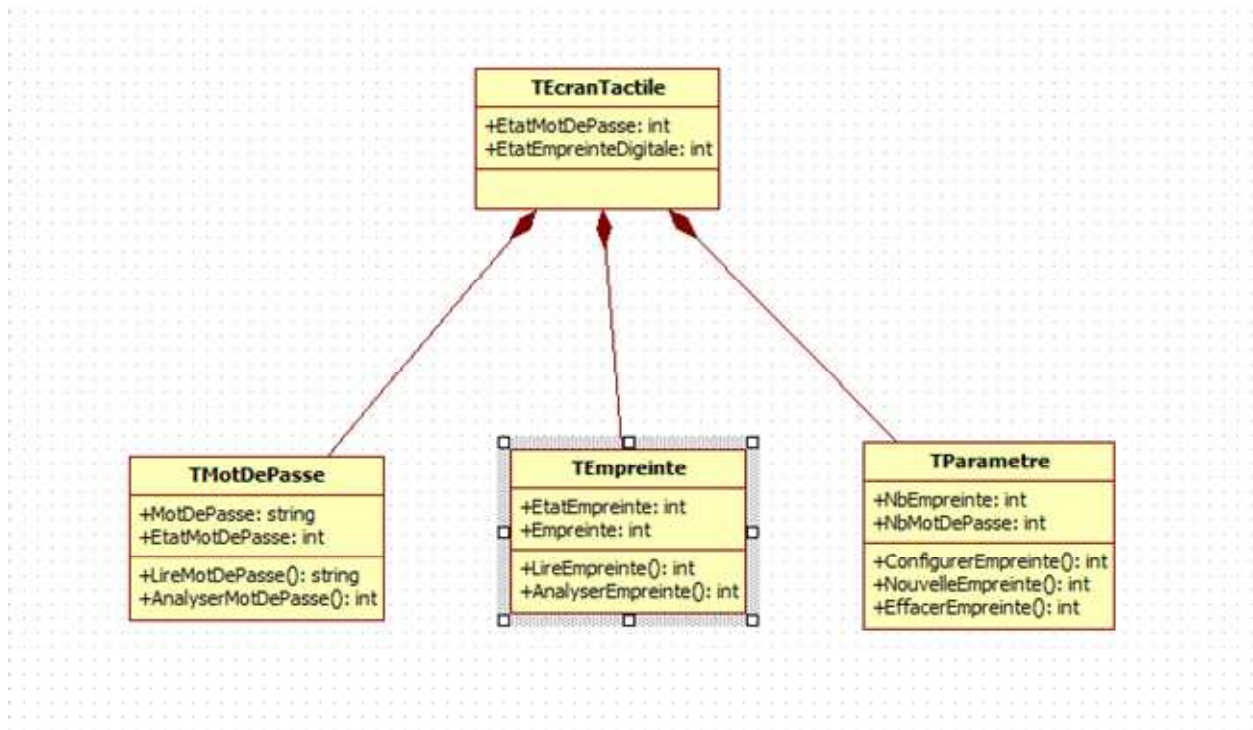 TEcranTactile
+EtatMotDePasse: int
+EtatEmpreinteDigitale: int
TMotDePasse
+MotDePasse: string
+EtatMotDePasse: int
+LireMotDePasse(): string
+AnalyserMotDePasse(): int
TEmpreinte
+EtatEmpreinte: int
+Empreinte: int
+LireEmpreinte(): int
+AnalyserEmpreinte(): int
TParametre
+NbEmpreinte: int
+NbMotDePasse: int
+ConfigurerEmpreinte(): int
+NouvelleEmpreinte(): int
+EffacerEmpreinte(): int